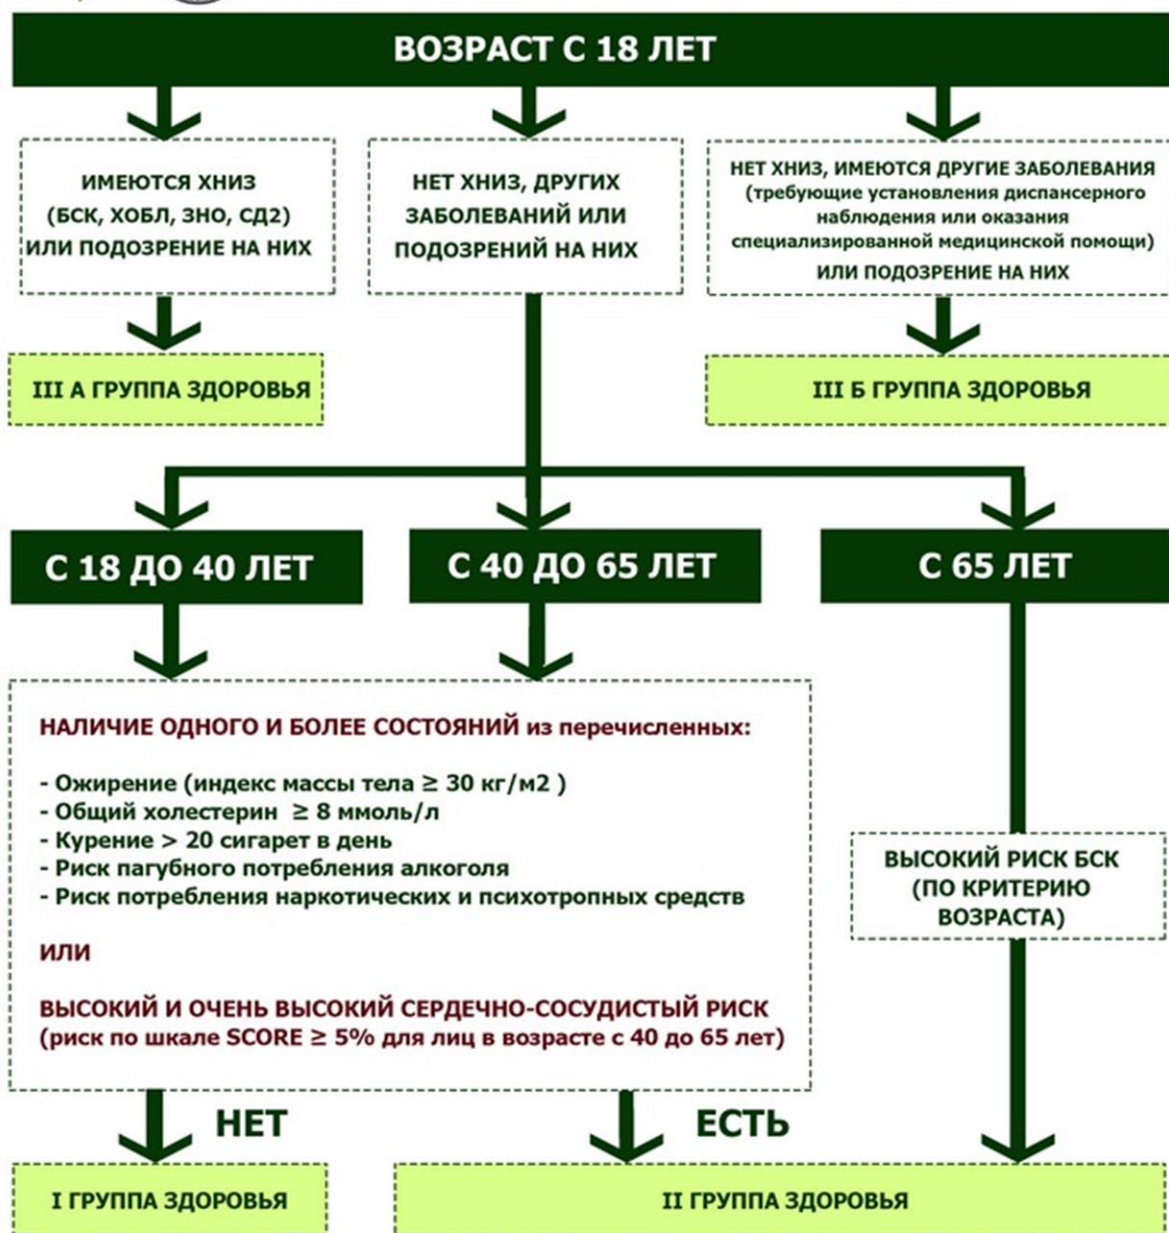 ВОЗРАСТ С 18 ЛЕТ
ИМЕЮТСЯ ХНИЗ
(БСК, ХОБЛ, ЗНО, СД2)
ИЛИ ПОДОЗРЕНИЕ НА НИХ
НЕТ ХНИЗ, ДРУГИХ
ЗАБОЛЕВАНИЙ ИЛИ
ПОДОЗРЕНИЙ НА НИХ
НЕТ ХНИЗ, ИМЕЮТСЯ ДРУГИЕ ЗАБОЛЕВАНИЯ
(требующие установления диспансерного
наблюдения или оказания
специализированной медицинской помощи)
ИЛИ ПОДОЗРЕНИЕ НА НИХ
III А ГРУППА ЗДОРОВЬЯ
III Б ГРУППА ЗДОРОВЬЯ
С 18 ДО 40 ЛЕТ
С 40 ДО 65 ЛЕТ
С 65 ЛЕТ
НАЛИЧИЕ ОДНОГО И БОЛЕЕ СОСТОЯНИЙ из перечисленных:
- Ожирение (индекс массы тела ≥ 30 кг/м2 )
- Общий холестерин ≥ 8 ммоль/л
- Курение > 20 сигарет в день
- Риск пагубного потребления алкоголя
- Риск потребления наркотических и психотропных средств
ИЛИ
ВЫСОКИЙ И ОЧЕНЬ ВЫСОКИЙ СЕРДЕЧНО-СОСУДИСТЫЙ РИСК
(риск по шкале SCORE ≥ 5% для лиц в возрасте с 40 до 65 лет)
ВЫСОКИЙ РИСК БСК
(ПО КРИТЕРИЮ
ВОЗРАСТА)
НЕТ
ЕСТЬ
I ГРУППА ЗДОРОВЬЯ
II ГРУППА ЗДОРОВЬЯ